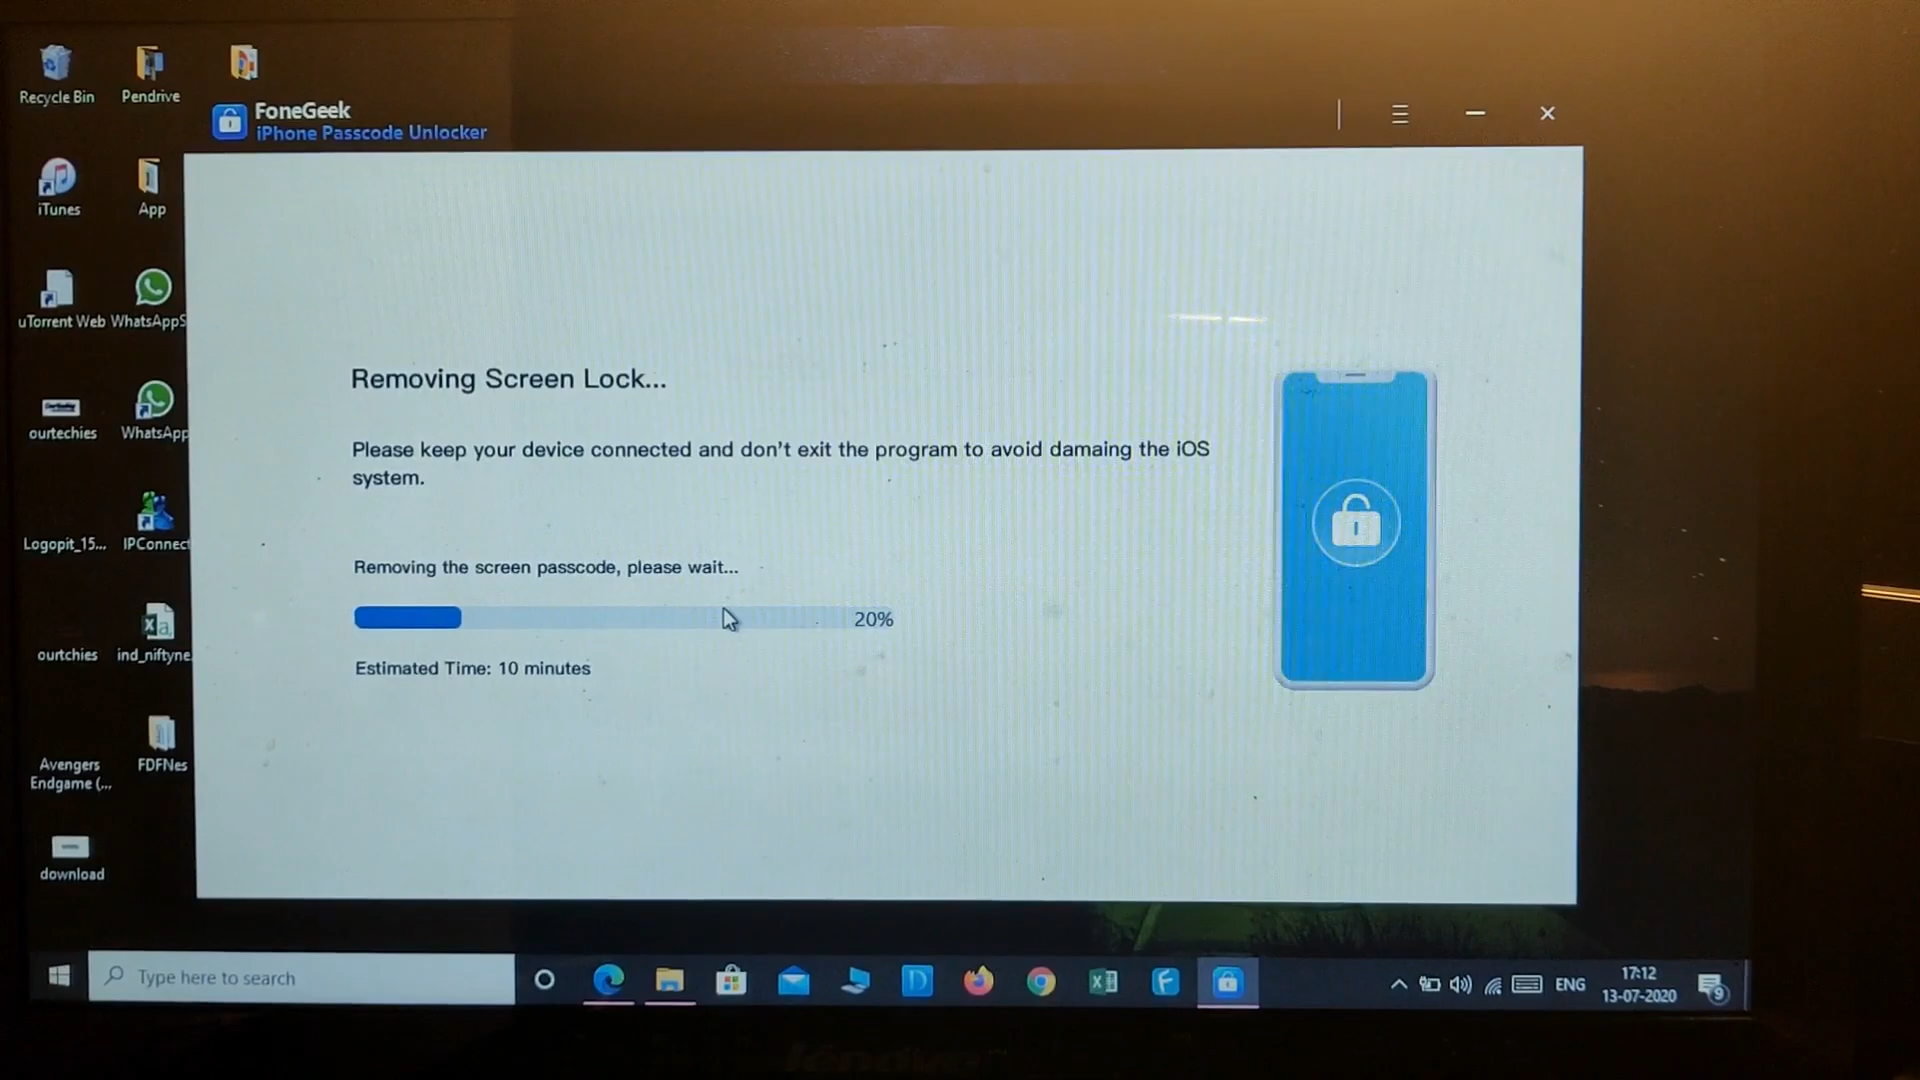 Recycle Bin
Pendrive
FoneGeek
iPhone Passcode Unlocker
iTunes
App
uTorrent Web
WhatsAppS
ourtechies
WhatsApp
Logopit_15...
IPConnect
ourtchies
ind_niftyne
Avengers
Endgame (...
FDFNes
download
Removing Screen Lock...
Please keep your device connected and don't exit the program to avoid damaing the iOS
system.
Removing the screen passcode, please wait...
20%
Estimated Time: 10 minutes
Type here to search
ENG
17:12
13-07-2020
9
lenovo